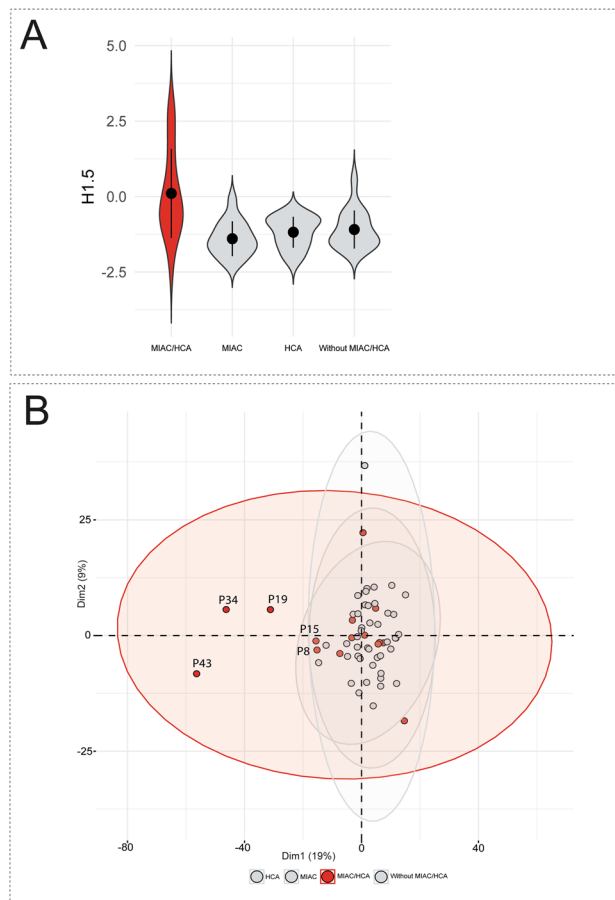 A
H1.5
5.0
2.5
0.0
-2.5
MIAC/HCA MIAC HCA Without MIAC/HCA
B
Dim2 (9%)
25
0
-25
P34
P19
P15
P8
P43
-80 -40 0 40
Dim1 (19%)
HCA MIAC MIAC/HCA Without MIAC/HCA